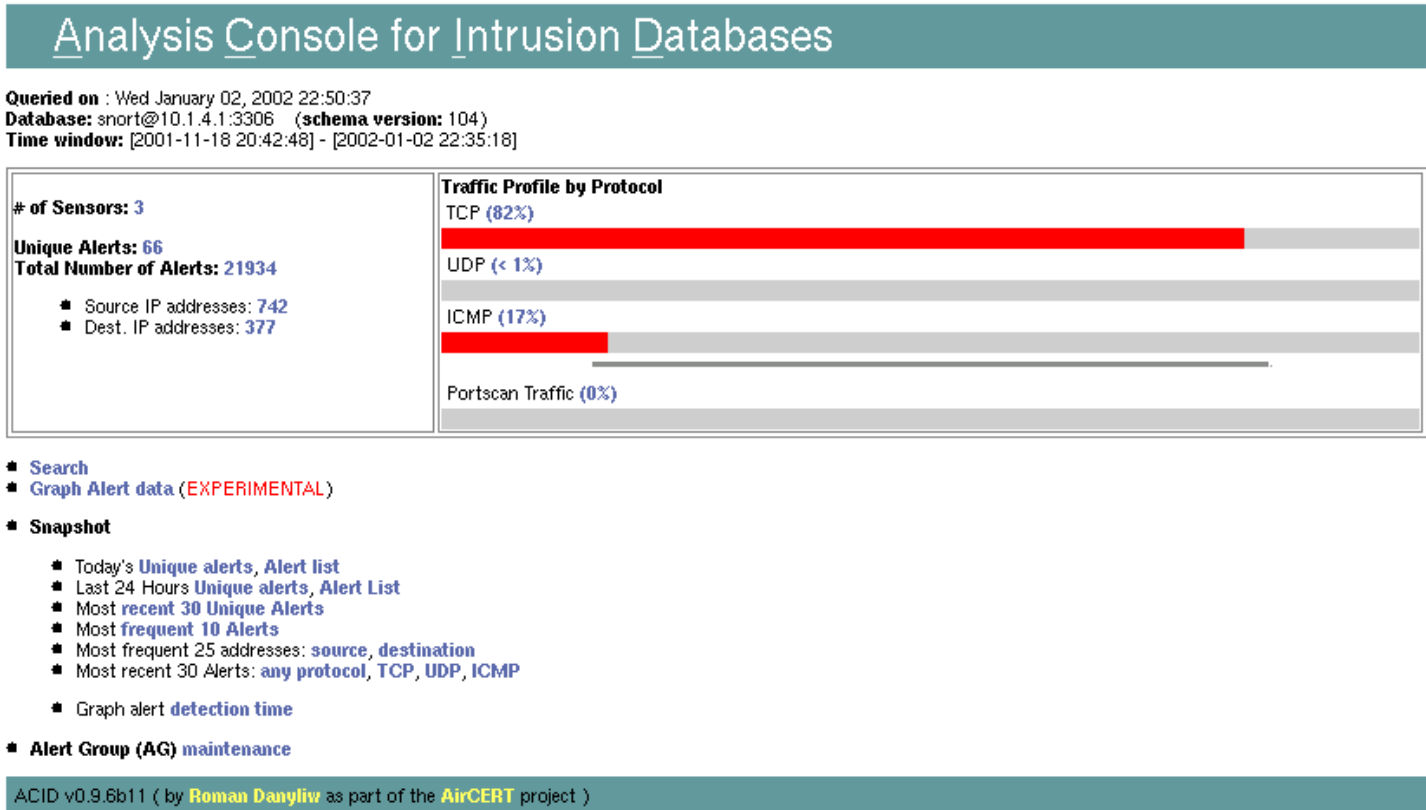 Analysis Console for Intrusion Databases
Queried on : Wed January 02, 2002 22:50:37
Database: snort@10.1.4.1:3306 (schema version: 104)
Time window: [2001-11-18 20:42:48] - [2002-01-02 22:35:18]
# of Sensors: 3
Unique Alerts: 66
Total Number of Alerts: 21934
Source IP addresses: 742
Dest. IP addresses: 377
Traffic Profile by Protocol
TCP (82%)
UDP (< 1%)
ICMP (17%)
Portscan Traffic (0%)
Search
Graph Alert data (EXPERIMENTAL)
Snapshot
Today's Unique alerts, Alert list
Last 24 Hours Unique alerts, Alert List
Most recent 30 Unique Alerts
Most frequent 10 Alerts
Most frequent 25 addresses: source, destination
Most recent 30 Alerts: any protocol, TCP, UDP, ICMP
Graph alert detection time
Alert Group (AG) maintenance
ACID v0.9.6b11 ( by Roman Danyliw as part of the AirCERT project )